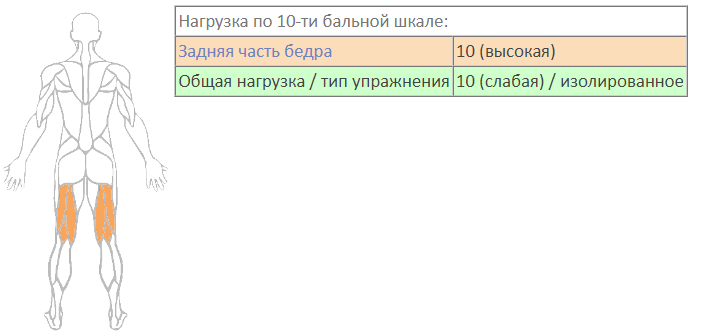 Нагрузка по 10-ти бальной шкале:
Задняя часть бедра 10 (высокая)
Общая нагрузка / тип упражнения 10 (слабая) / изолированное